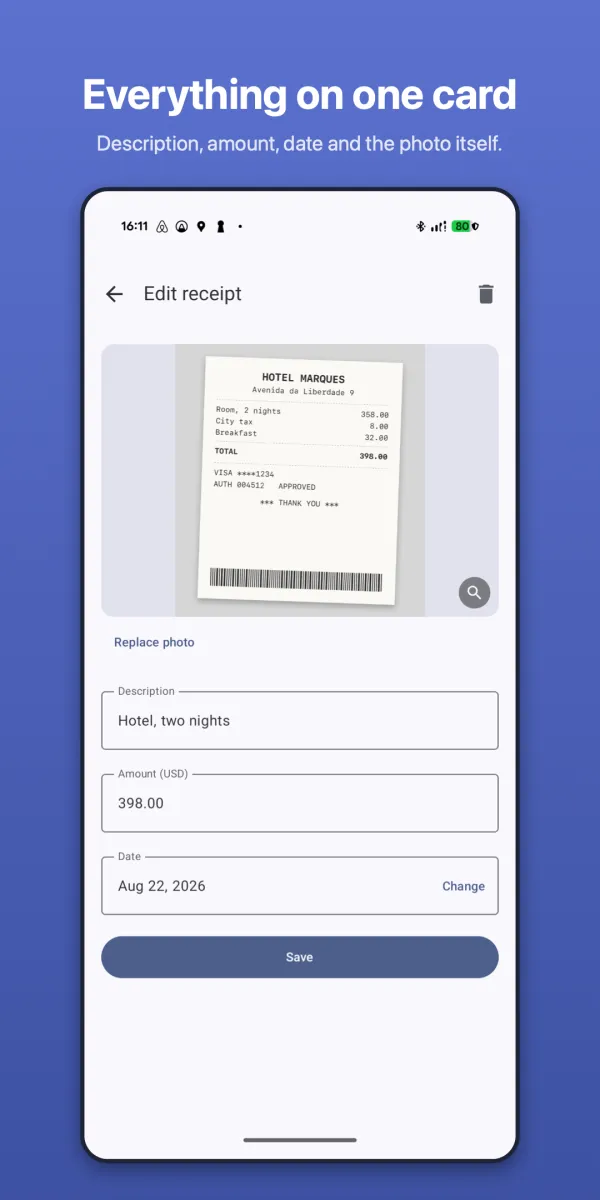 Everything on one card
Description, amount, date and the photo itself.
16:11
80
Edit receipt
HOTEL MARQUES
Avenida da Liberdade 9
Room, 2 nights 358.00
City tax 8.00
Breakfast 32.00
TOTAL 398.00
VISA ****1234
AUTH 004512 APPROVED
*** THANK YOU ***
Replace photo
Description
Hotel, two nights
Amount (USD)
398.00
Date
Aug 22, 2026 Change
Save